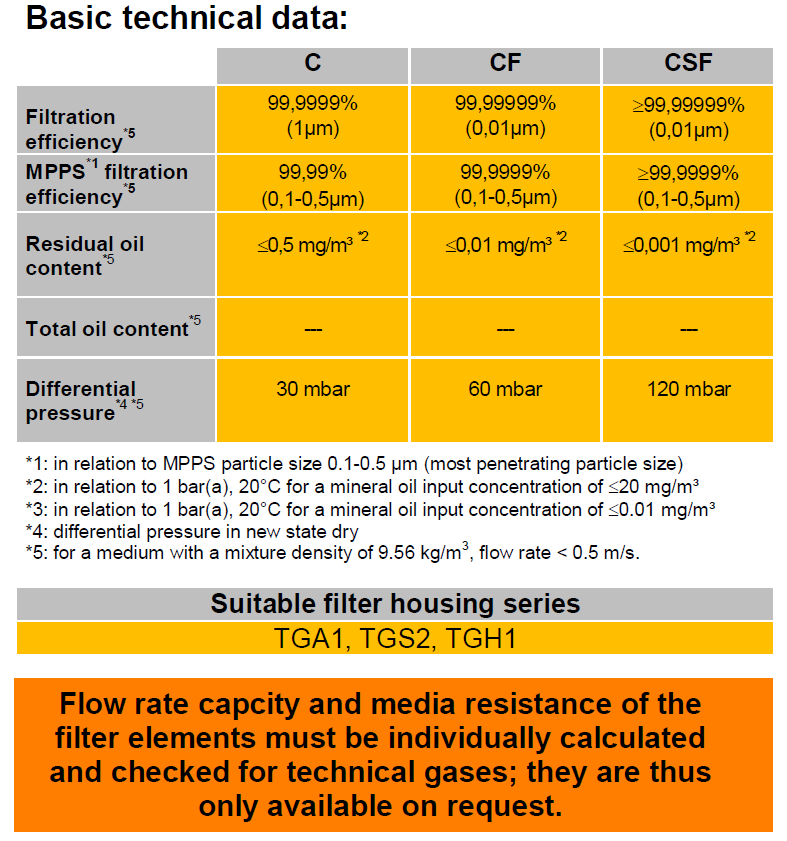 Basic technical data:
C CF CSF
Filtration efficiency*5 99,9999% (1µm) 99,99999% (0,01µm) ≥99,99999% (0,01µm)
MPPS*1 filtration efficiency*5 99,99% (0,1-0,5µm) 99,9999% (0,1-0,5µm) ≥99,9999% (0,1-0,5µm)
Residual oil content*5 ≤0,5 mg/m³ *2 ≤0,01 mg/m³ *2 ≤0,001 mg/m³ *2
Total oil content*5 --- --- ---
Differential pressure*4 *5 30 mbar 60 mbar 120 mbar
*1: in relation to MPPS particle size 0.1-0.5 µm (most penetrating particle size)
*2: in relation to 1 bar(a), 20°C for a mineral oil input concentration of ≤20 mg/m³
*3: in relation to 1 bar(a), 20°C for a mineral oil input concentration of ≤0.01 mg/m³
*4: differential pressure in new state dry
*5: for a medium with a mixture density of 9.56 kg/m³, flow rate < 0.5 m/s.
Suitable filter housing series
TGA1, TGS2, TGH1
Flow rate capcity and media resistance of the
filter elements must be individually calculated
and checked for technical gases; they are thus
only available on request.